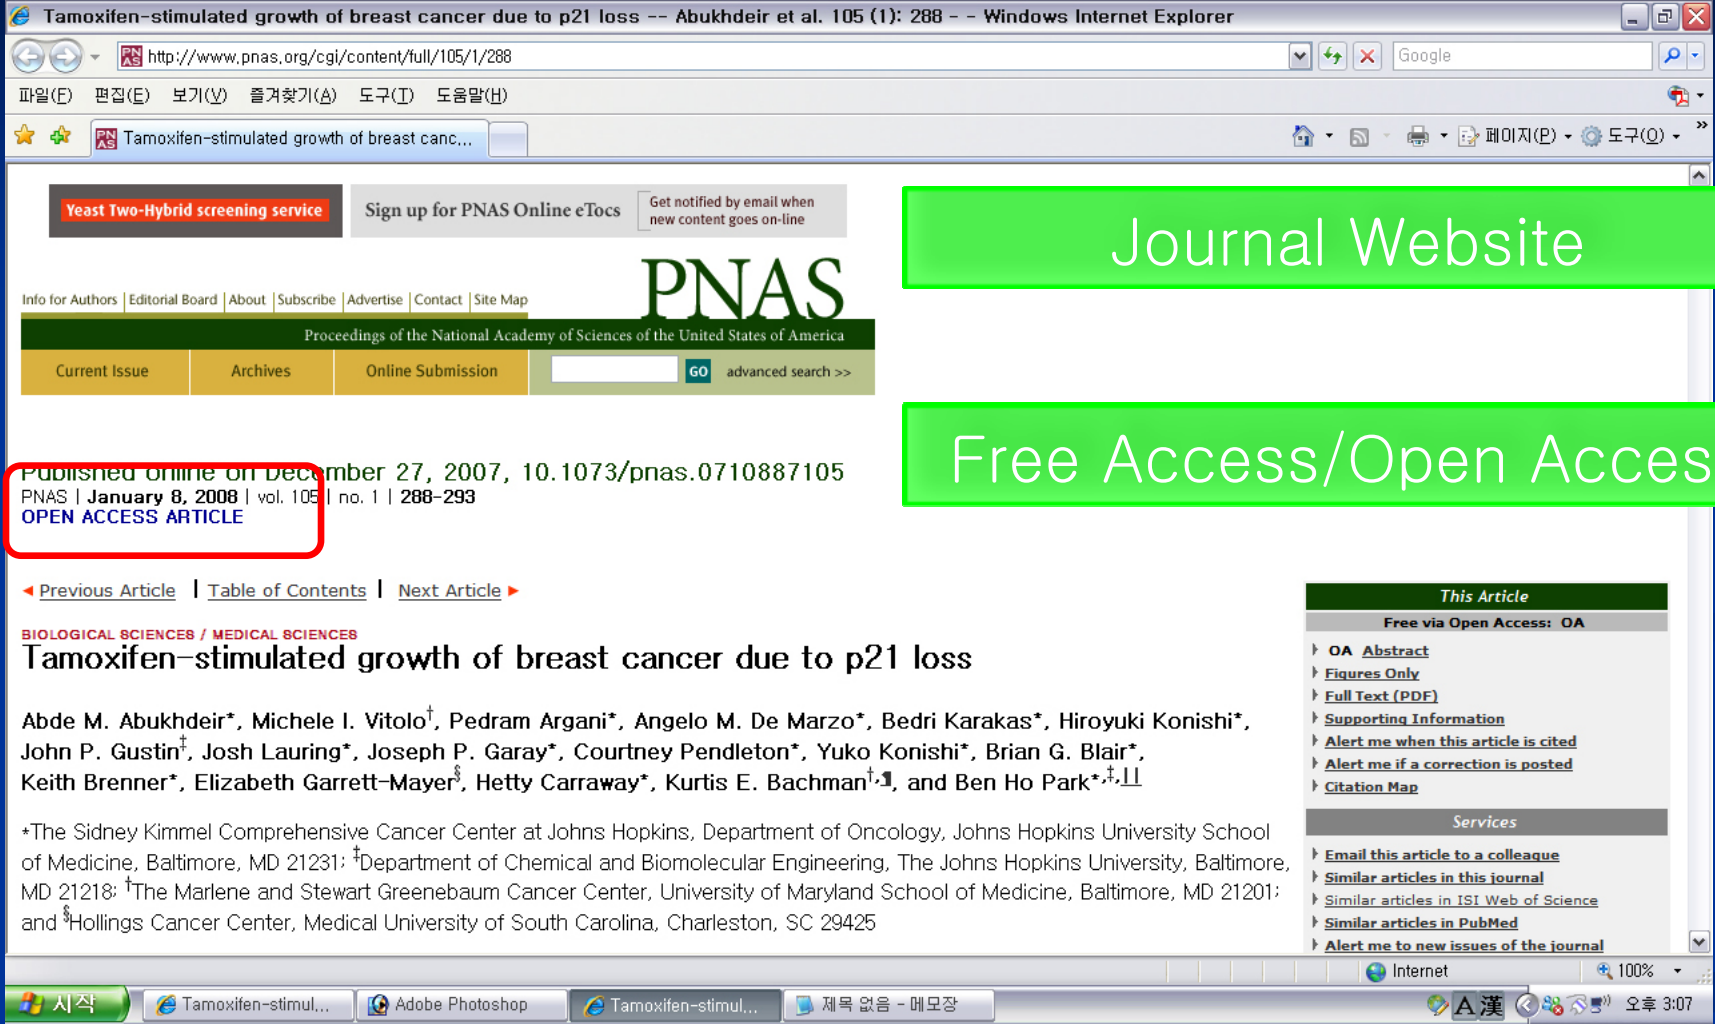 Tamoxifen-stimulated growth of breast cancer due to p21 loss -- Abukhdeir et al. 105 (1): 288 - - Windows Internet Explorer
http://www.pnas.org/cgi/content/full/105/1/288
Google
파일(F) 편집(E) 보기(V) 즐겨찾기(A) 도구(T) 도움말(H)
Tamoxifen-stimulated growth of breast canc...
페이지(P) 도구(O) »
Yeast Two-Hybrid screening service
Sign up for PNAS Online eTocs
Get notified by email when
new content goes on-line
Journal Website
PNAS
Info for Authors | Editorial Board | About | Subscribe | Advertise | Contact | Site Map
Proceedings of the National Academy of Sciences of the United States of America
Current Issue Archives Online Submission GO advanced search >>
Free Access/Open Acces
Published online on December 27, 2007, 10.1073/pnas.0710887105
PNAS | January 8, 2008 | vol. 105 | no. 1 | 288-293
OPEN ACCESS ARTICLE
Previous Article | Table of Contents | Next Article
BIOLOGICAL SCIENCES / MEDICAL SCIENCES
Tamoxifen-stimulated growth of breast cancer due to p21 loss
Abde M. Abukhdeir*, Michele I. Vitolo†, Pedram Argani*, Angelo M. De Marzo*, Bedri Karakas*, Hiroyuki Konishi*,
John P. Gustin‡, Josh Lauring*, Joseph P. Garay*, Courtney Pendleton*, Yuko Konishi*, Brian G. Blair*,
Keith Brenner*, Elizabeth Garrett-Mayer§, Hetty Carraway*, Kurtis E. Bachman†,¶, and Ben Ho Park*,‡,||
*The Sidney Kimmel Comprehensive Cancer Center at Johns Hopkins, Department of Oncology, Johns Hopkins University School
of Medicine, Baltimore, MD 21231; ‡Department of Chemical and Biomolecular Engineering, The Johns Hopkins University, Baltimore,
MD 21218; †The Marlene and Stewart Greenebaum Cancer Center, University of Maryland School of Medicine, Baltimore, MD 21201;
and §Hollings Cancer Center, Medical University of South Carolina, Charleston, SC 29425
This Article
Free via Open Access: OA
OA Abstract
Figures Only
Full Text (PDF)
Supporting Information
Alert me when this article is cited
Alert me if a correction is posted
Citation Map
Services
Email this article to a colleague
Similar articles in this journal
Similar articles in ISI Web of Science
Similar articles in PubMed
Alert me to new issues of the journal
Internet 100%
시작 Tamoxifen-stimul... Adobe Photoshop Tamoxifen-stimul... 제목 없음 - 메모장 A 漢 오후 3:07